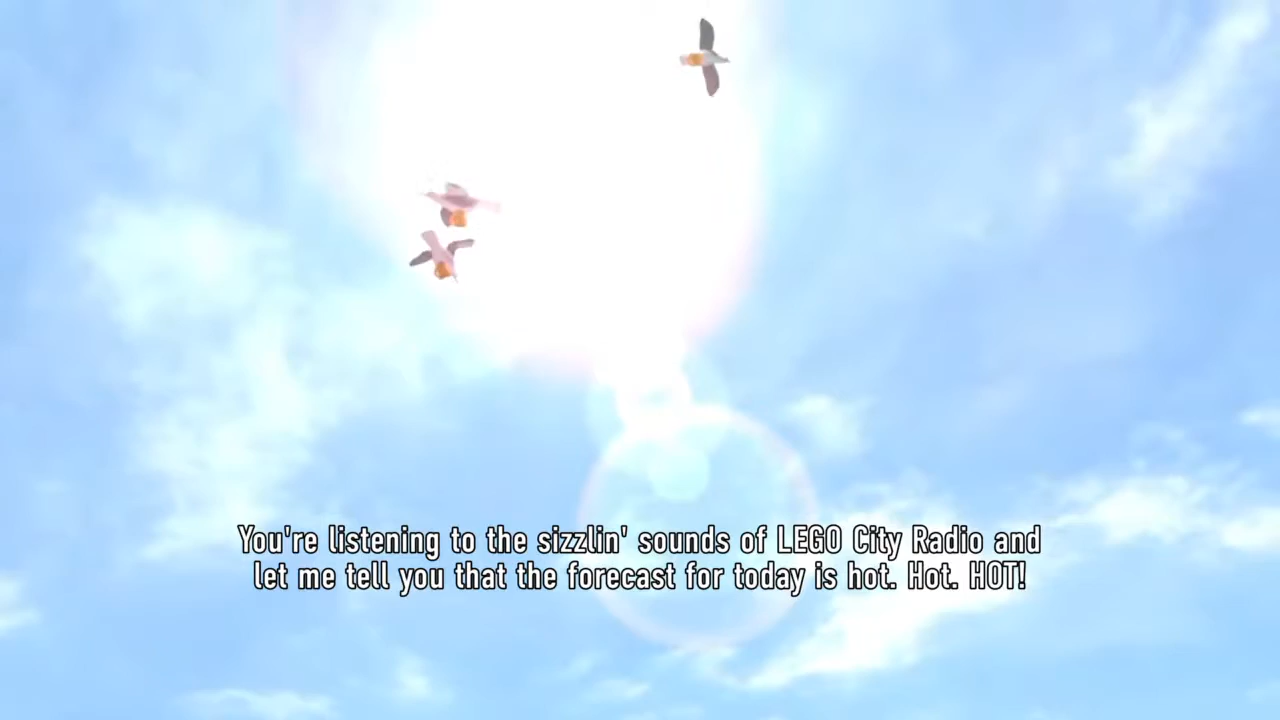 You're listening to the sizzlin' sounds of LEGO City Radio and
let me tell you that the forecast for today is hot. Hot. HOT!